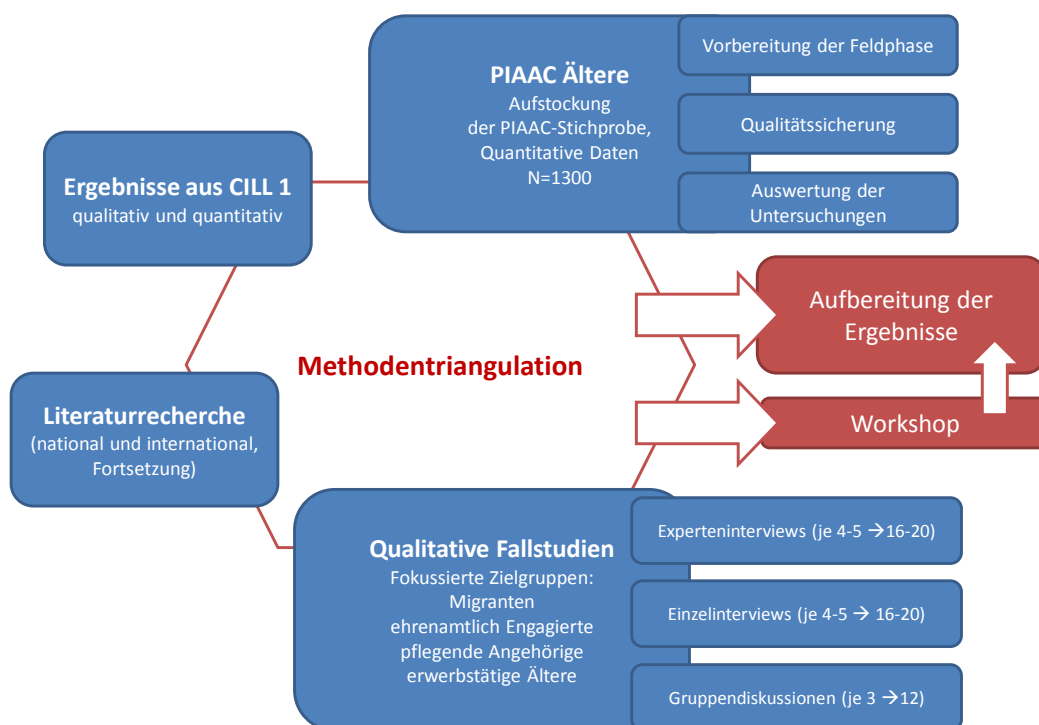 PIAAC Ältere
Aufstockung
der PIAAC-Stichprobe,
Quantitative Daten
N=1300
Vorbereitung der Feldphase
Qualitätssicherung
Auswertung der
Untersuchungen
Ergebnisse aus CILL 1
qualitativ und quantitativ
Aufbereitung der
Ergebnisse
Methodentriangulation
Literaturrecherche
(national und international,
Fortsetzung)
Workshop
Qualitative Fallstudien
Fokussierte Zielgruppen:
Migranten
ehrenamtlich Engagierte
pflegende Angehörige
erwerbstätige Ältere
Experteninterviews (je 4-5 →16-20)
Einzelinterviews (je 4-5 → 16-20)
Gruppendiskussionen (je 3 →12)